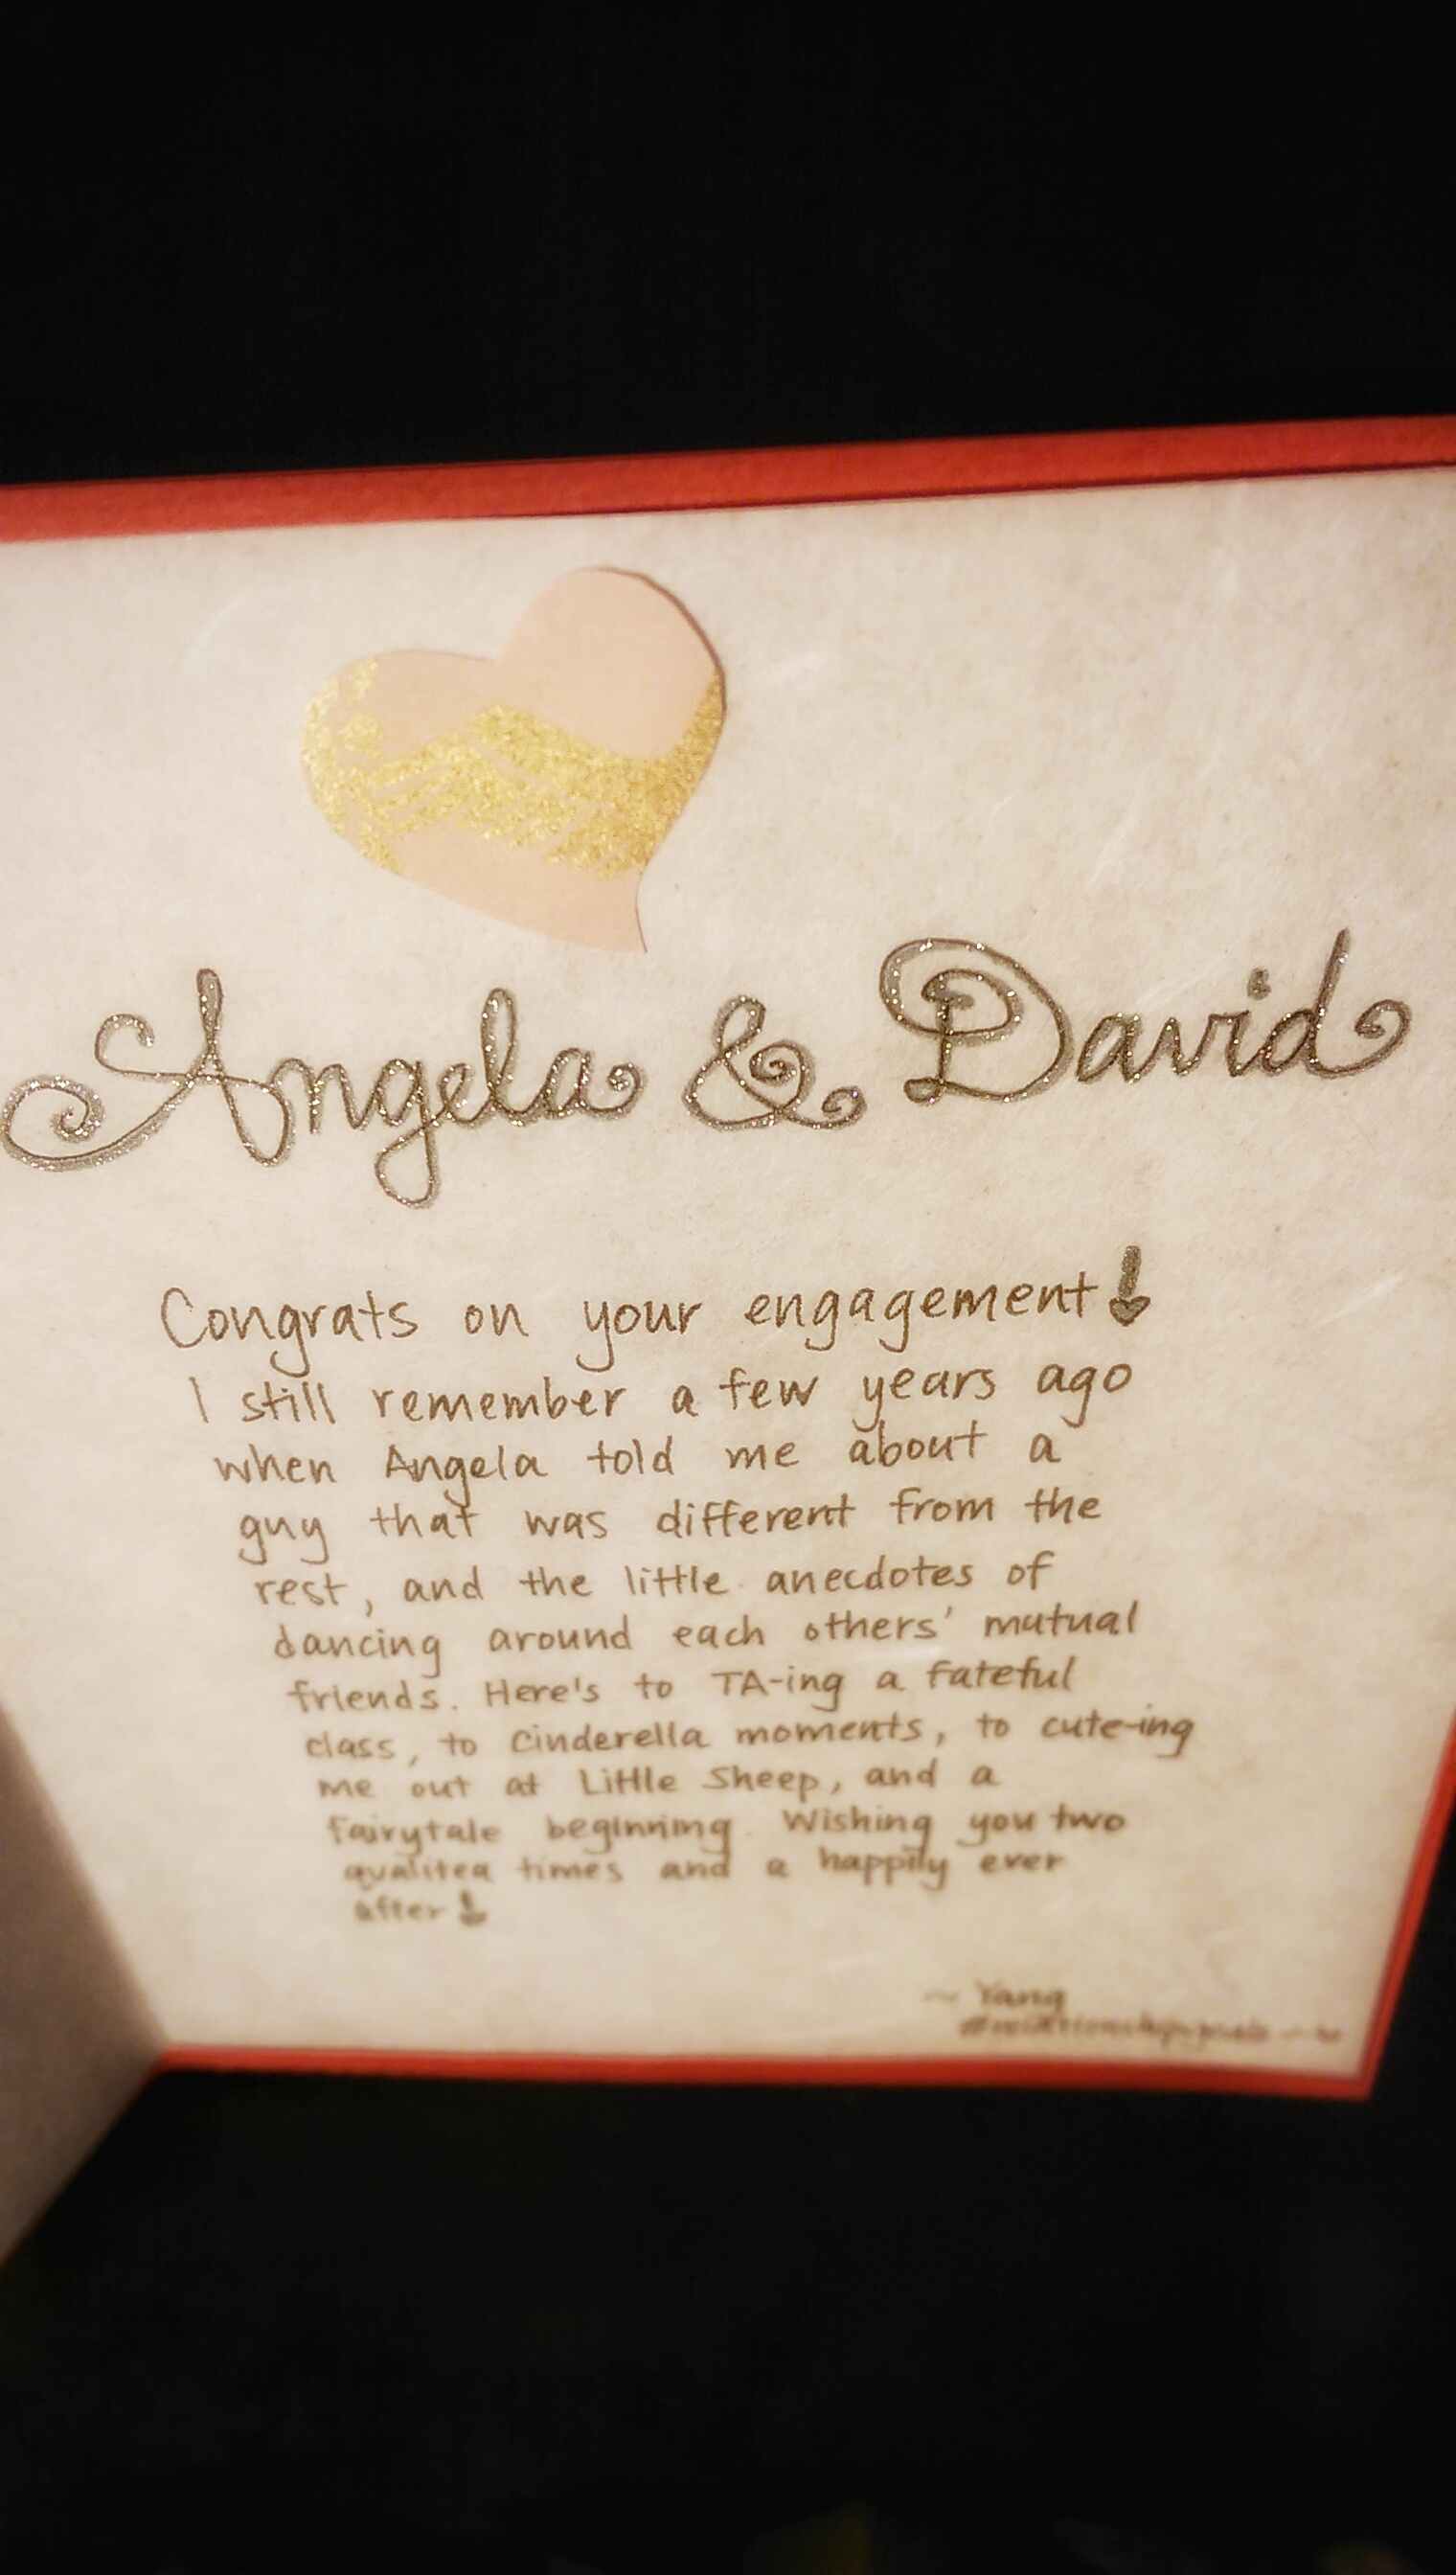 Angela & David
Congrats on your engagement!
I still remember a few years ago
when Angela told me about a
guy that was different from the
rest, and the little anecdotes of
dancing around each others' mutual
friends. Here's to TA-ing a fateful
class, to Cinderella moments, to cute-ing
me out at Little Sheep, and a
fairytale beginning. Wishing you two
qualitea times and a happily ever
after!
~ Yang
#relationshipgoals